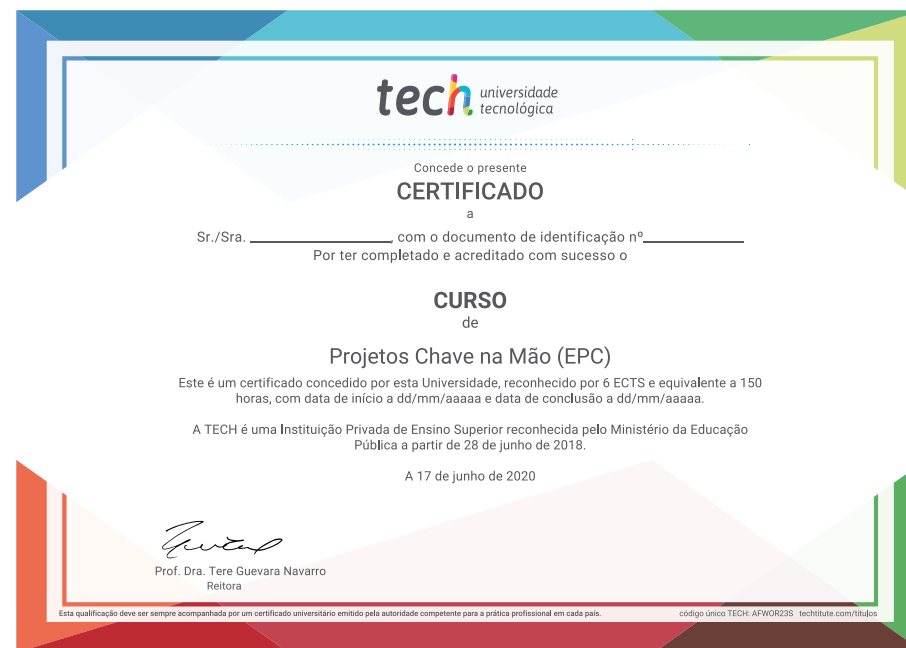 tech universidade
tecnológica
Concede o presente
CERTIFICADO
a
Sr./Sra. , com o documento de identificação nº
Por ter completado e acreditado com sucesso o
CURSO
de
Projetos Chave na Mão (EPC)
Este é um certificado concedido por esta Universidade, reconhecido por 6 ECTS e equivalente a 150
horas, com data de início a dd/mm/aaaaa e data de conclusão a dd/mm/aaaaa.
A TECH é uma Instituição Privada de Ensino Superior reconhecida pelo Ministério da Educação
Pública a partir de 28 de junho de 2018.
A 17 de junho de 2020
Prof. Dra. Tere Guevara Navarro
Reitora
Esta qualificação deve ser sempre acompanhada por um certificado universitário emitido pela autoridade competente para a prática profissional em cada país. código único TECH: AFWOR23S techtitute.com/titulos